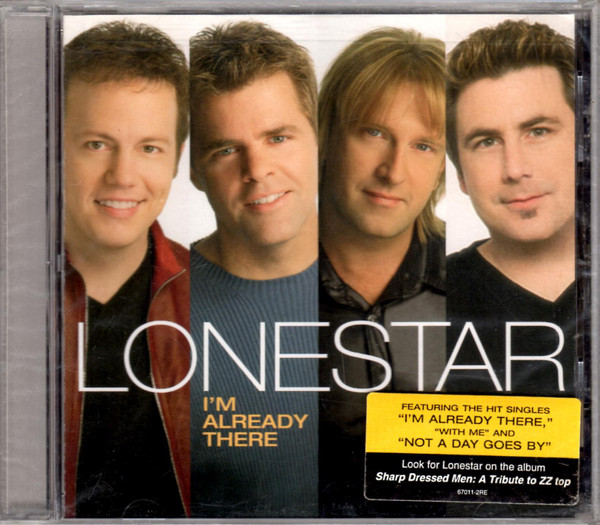 LONESTAR
I'M
ALREADY
THERE
FEATURING THE HIT SINGLES
“I'M ALREADY THERE,”
“WITH ME” AND
“NOT A DAY GOES BY”
Look for Lonestar on the album
Sharp Dressed Men: A Tribute to ZZ top
67011-2RE